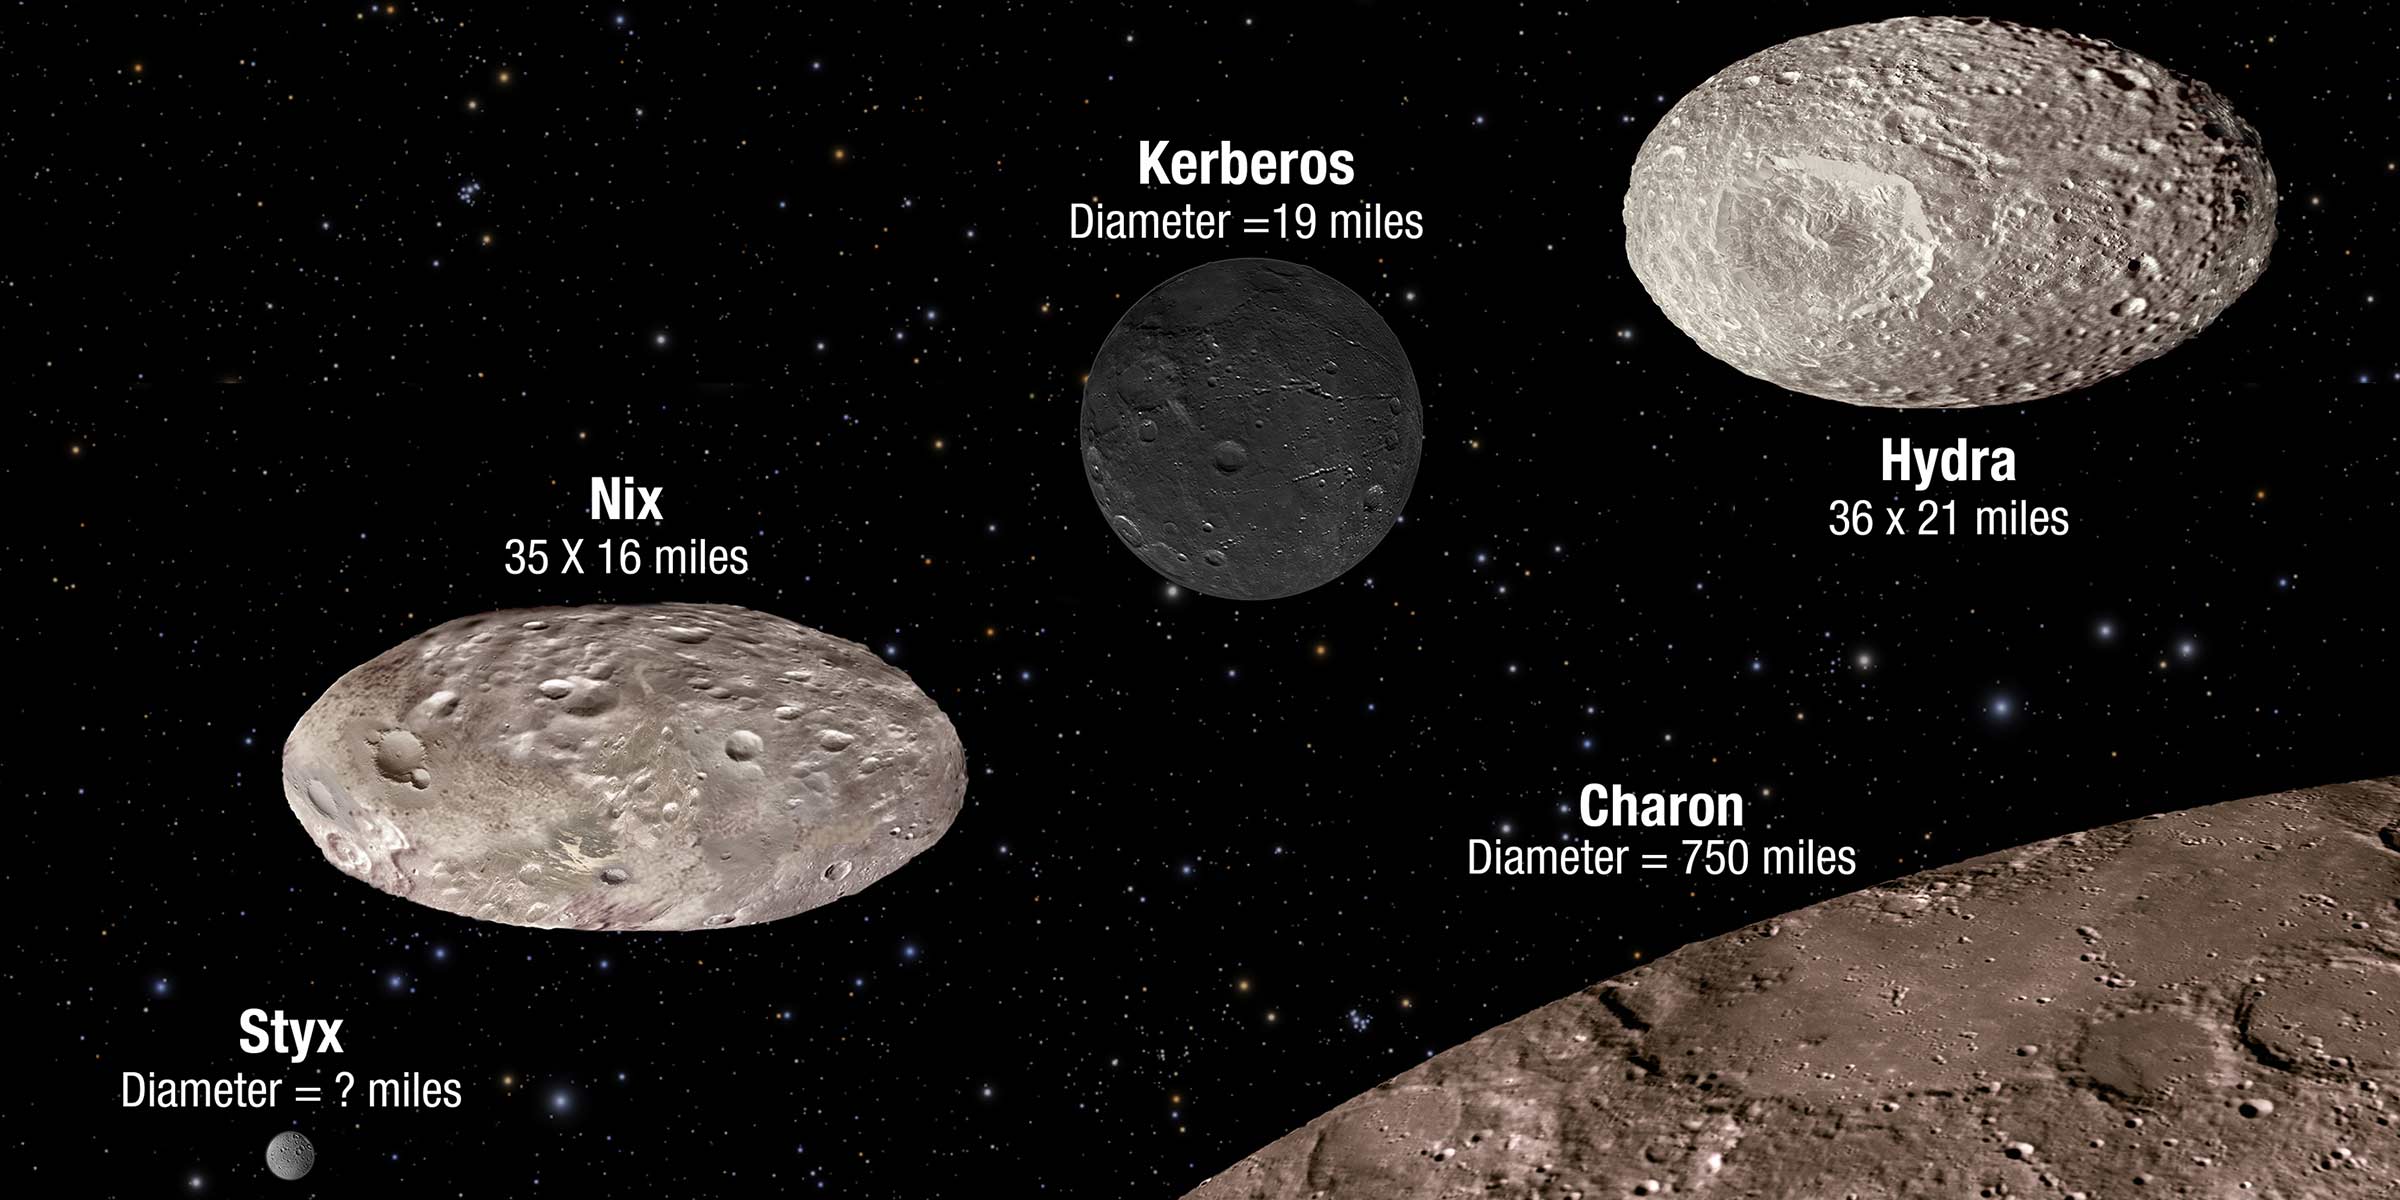 Kerberos
Diameter =19 miles
Hydra
36 x 21 miles
Nix
35 X 16 miles
Charon
Diameter = 750 miles
Styx
Diameter = ? miles